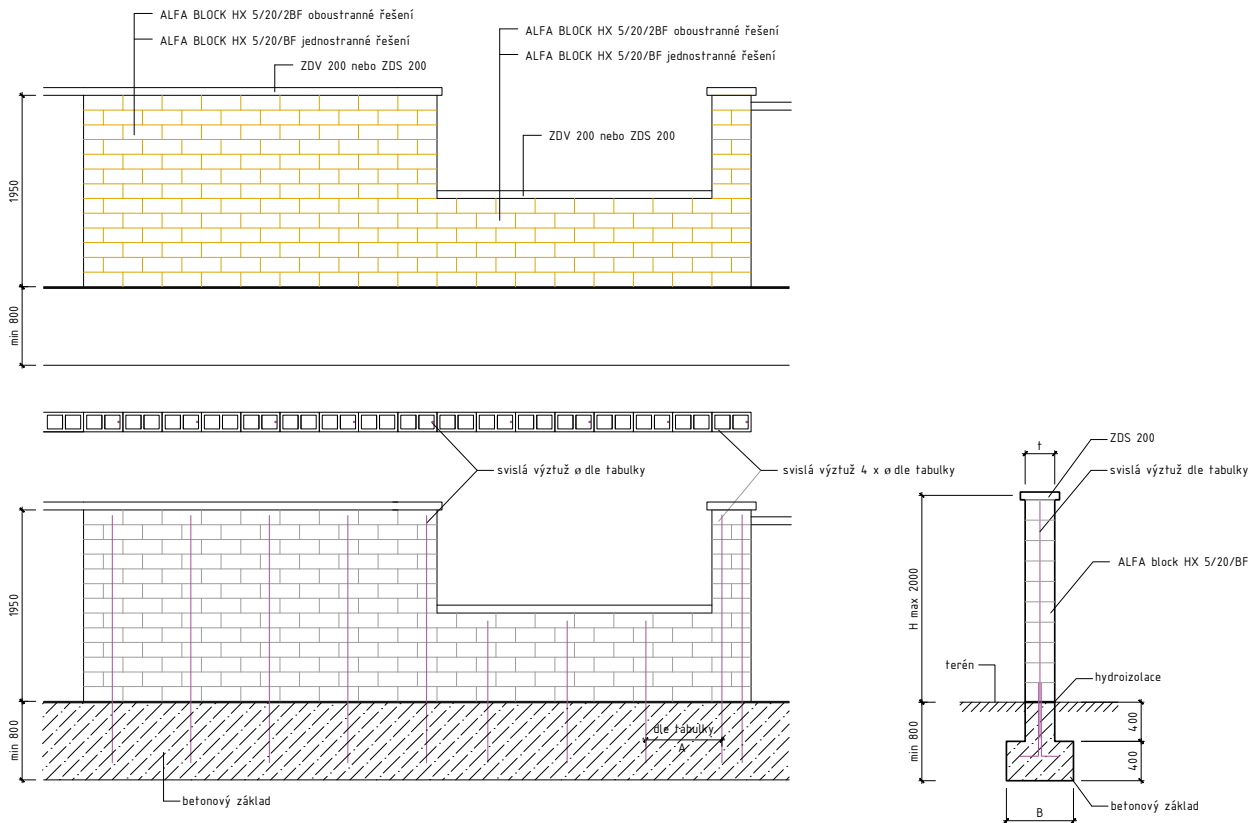 ALFA BLOCK HX 5/20/2BF oboustranné řešení
ALFA BLOCK HX 5/20/BF jednostranné řešení
ZDV 200 nebo ZDS 200
ALFA BLOCK HX 5/20/2BF oboustranné řešení
ALFA BLOCK HX 5/20/BF jednostranné řešení
ZDV 200 nebo ZDS 200
1950
min 800
svislá výztuž ø dle tabulky
svislá výztuž 4 x ø dle tabulky
1950
min 800
dle tabulky
A
betonový základ
t
ZDS 200
svislá výztuž dle tabulky
H max 2000
ALFA block HX 5/20/BF
terén
hydroizolace
min 800
400
400
B
betonový základ